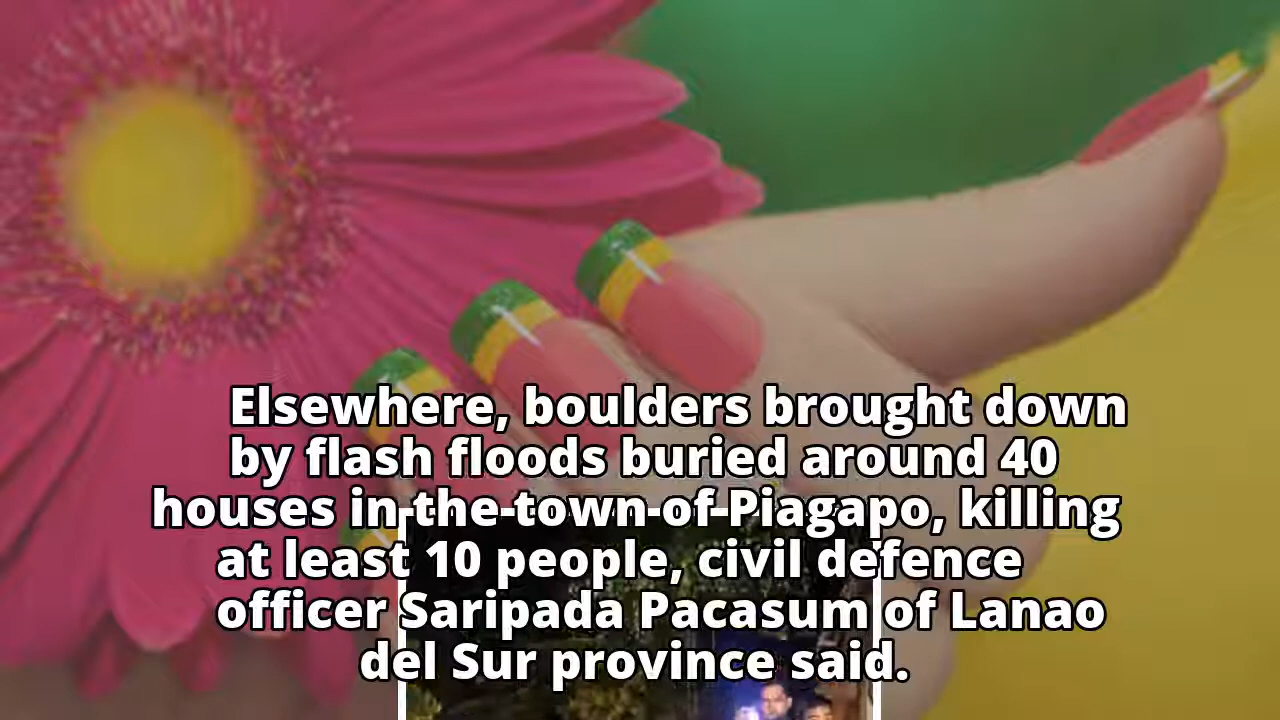 Elsewhere, boulders brought down
by flash floods buried around 40
houses in the town of Piagapo, killing
at least 10 people, civil defence
officer Saripada Pacasum of Lanao
del Sur province said.